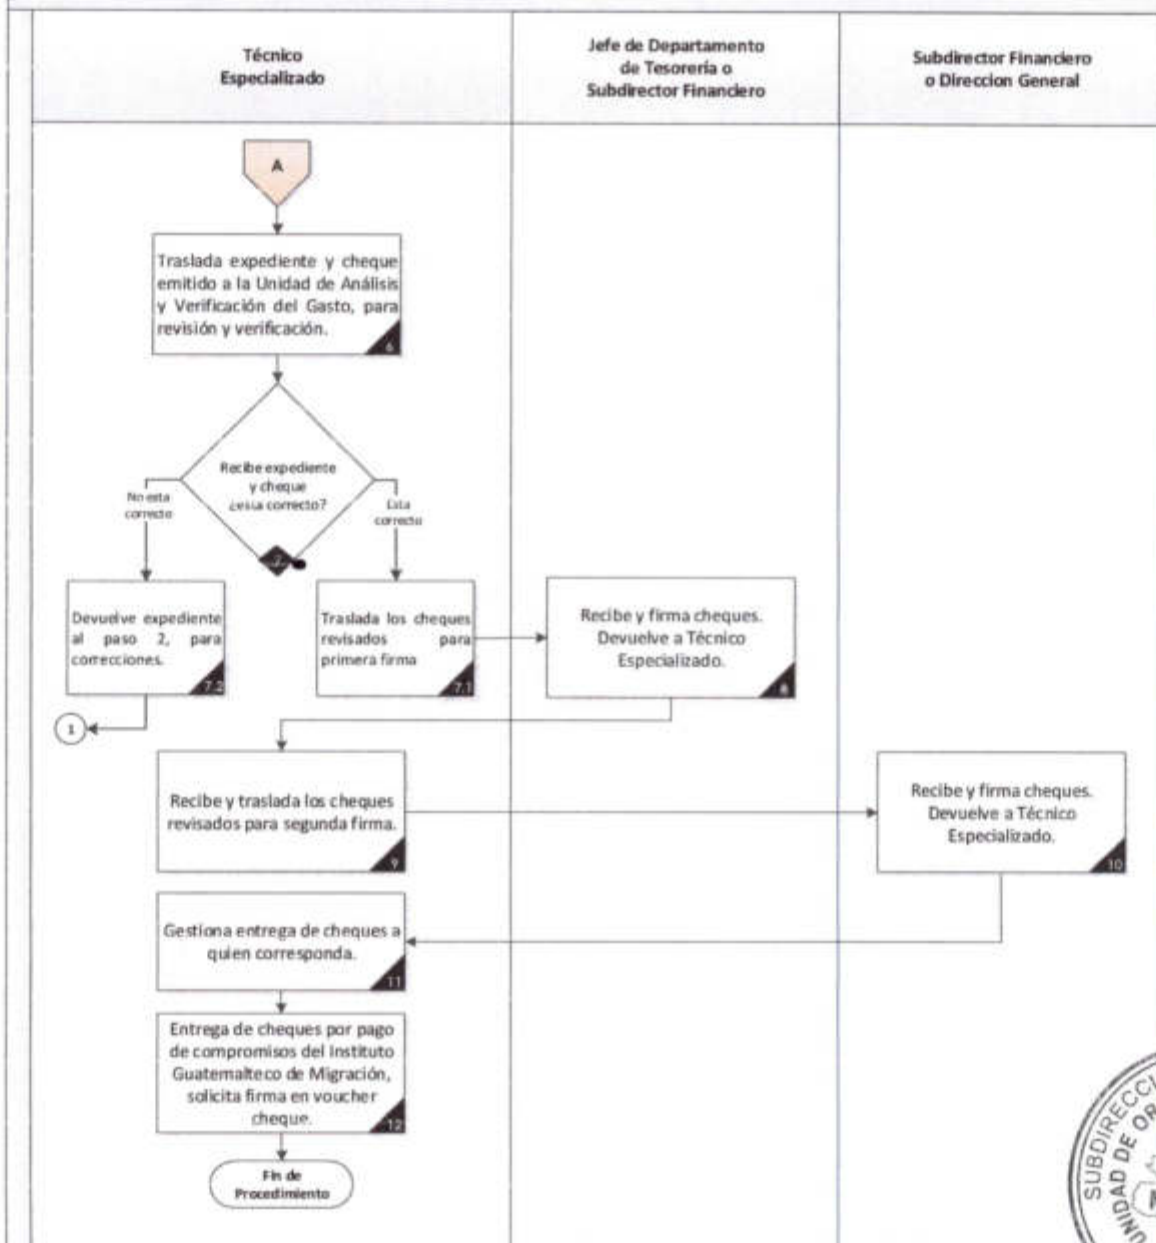 Técnico
Especializado
Jefe de Departamento
de Tesorería o
Subdirector Financiero
Subdirector Financiero
o Direccion General
A
Traslada expediente y cheque
emitido a la Unidad de Análisis
y Verificación del Gasto, para
revisión y verificación.
6
Recibe expediente
y cheque
¿esta correcto?
7
No esta
correcto
Esta
correcto
Devuelve expediente
al paso 2, para
correcciones.
7.2
Traslada los cheques
revisados para
primera firma
7.1
Recibe y firma cheques.
Devuelve a Técnico
Especializado.
8
1
Recibe y traslada los cheques
revisados para segunda firma.
9
Recibe y firma cheques.
Devuelve a Técnico
Especializado.
10
Gestiona entrega de cheques a
quien corresponda.
11
Entrega de cheques por pago
de compromisos del Instituto
Guatemalteco de Migración,
solicita firma en voucher
cheque.
12
Fin de
Procedimiento
SUBDIRECCI
UNIDAD DE OR